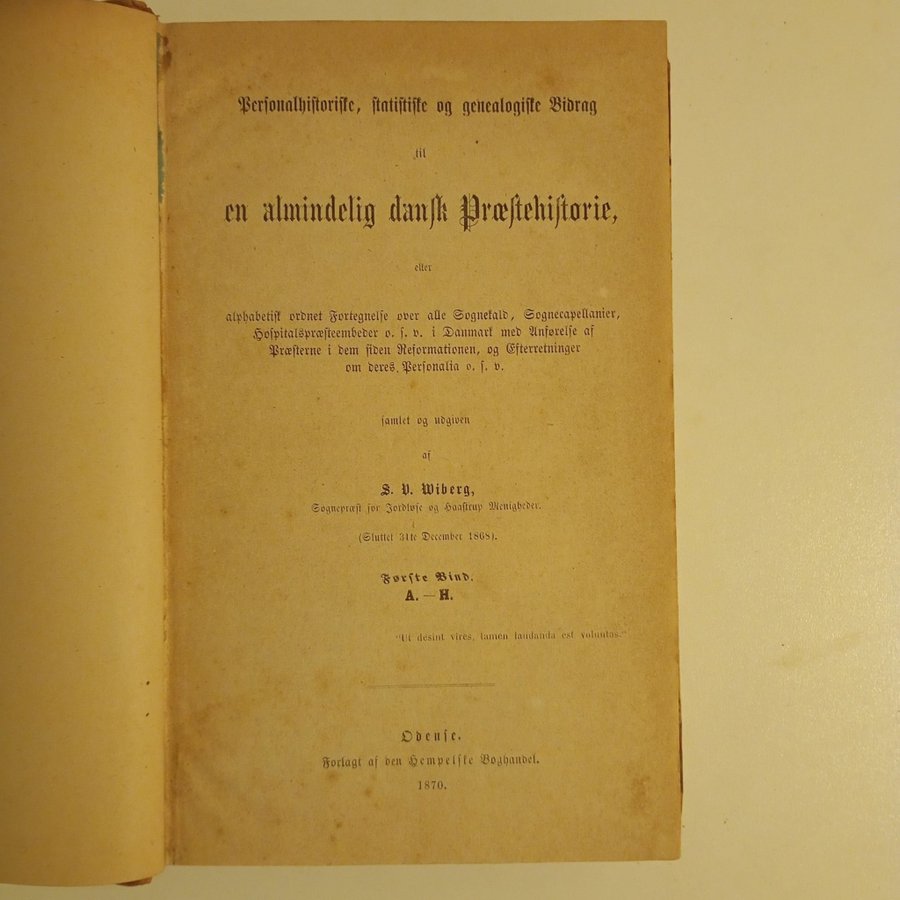 Personalhistoriske, statistiske og genealogiske Bidrag
til
en almindelig dansk Præstehistorie,
eller
alphabetisk ordnet Fortegnelse over alle Sognekald, Sognecapellanier,
Hospitalspræsteembeder o. s. v. i Danmark med Anførelse af
Præsterne i dem siden Reformationen, og Efterretninger
om deres Personalia o. s. v.
samlet og udgiven
af
S. V. Wiberg,
Sognepræst for Jordløse og Haastrup Menigheder.
(Sluttet 31te December 1868).
Første Bind.
A. — H.
"Ut desint vires, tamen laudanda est voluntas."
Odense.
Forlagt af den Hempelske Boghandel.
1870.